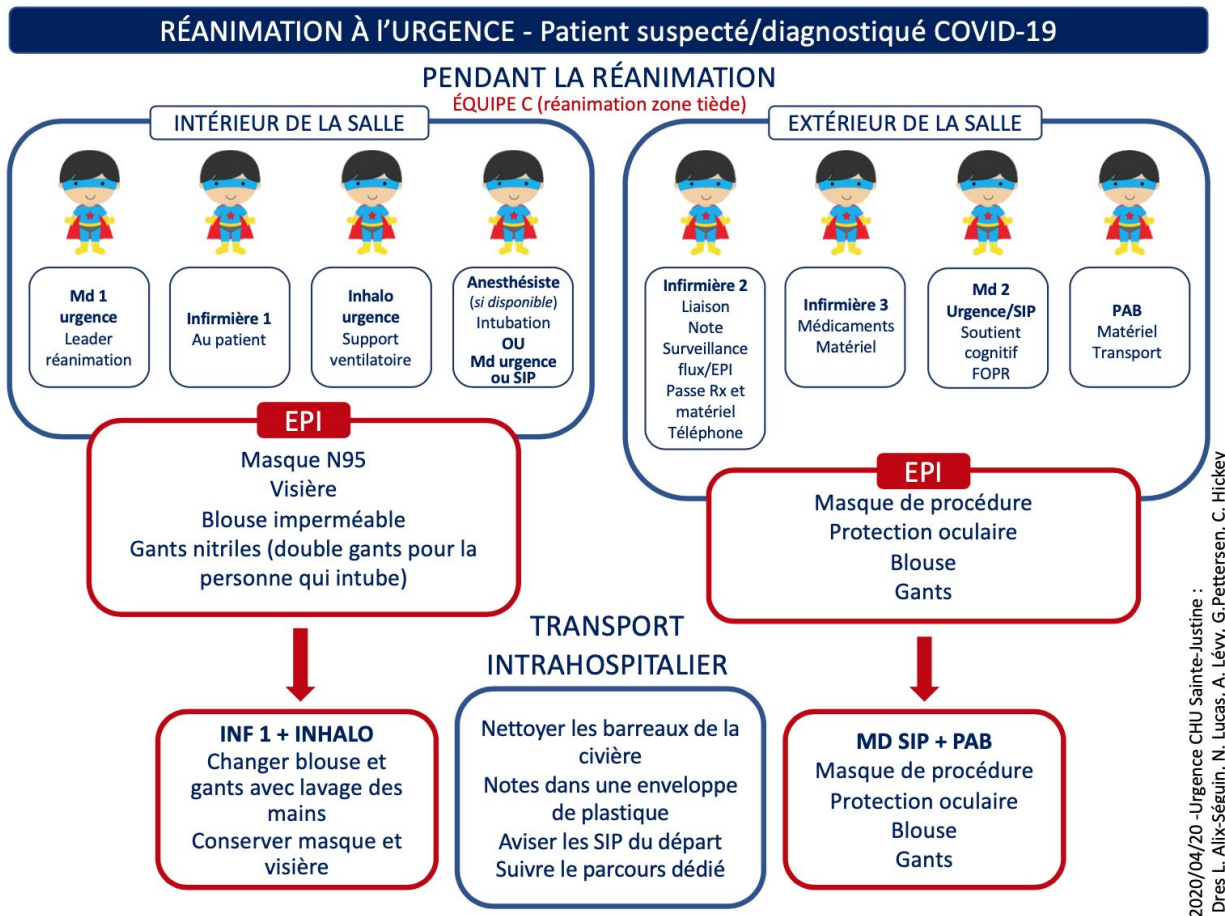 RÉANIMATION À l'URGENCE - Patient suspecté/diagnostiqué COVID-19
PENDANT LA RÉANIMATION
ÉQUIPE C (réanimation zone tiède)
INTÉRIEUR DE LA SALLE
Md 1
urgence
Leader
réanimation
Infirmière 1
Au patient
Inhalo
urgence
Support
ventilatoire
Anesthésiste
(si disponible)
Intubation
OU
Md urgence
ou SIP
EPI
Masque N95
Visière
Blouse imperméable
Gants nitriles (double gants pour la
personne qui intube)
EXTÉRIEUR DE LA SALLE
Infirmière 2
Liaison
Note
Surveillance
flux/EPI
Passe Rx et
matériel
Téléphone
Infirmière 3
Médicaments
Matériel
Md 2
Urgence/SIP
Soutient
cognitif
FOPR
PAB
Matériel
Transport
EPI
Masque de procédure
Protection oculaire
Blouse
Gants
TRANSPORT
INTRAHOSPITALIER
INF 1 + INHALO
Changer blouse et
gants avec lavage des
mains
Conserver masque et
visière
Nettoyer les barreaux de la
civière
Notes dans une enveloppe
de plastique
Aviser les SIP du départ
Suivre le parcours dédié
MD SIP + PAB
Masque de procédure
Protection oculaire
Blouse
Gants
2020/04/20 -Urgence CHU Sainte-Justine :
Dres L. Alix-Séguin, N. Lucas, A. Lévy, G.Pettersen, C. Hickey